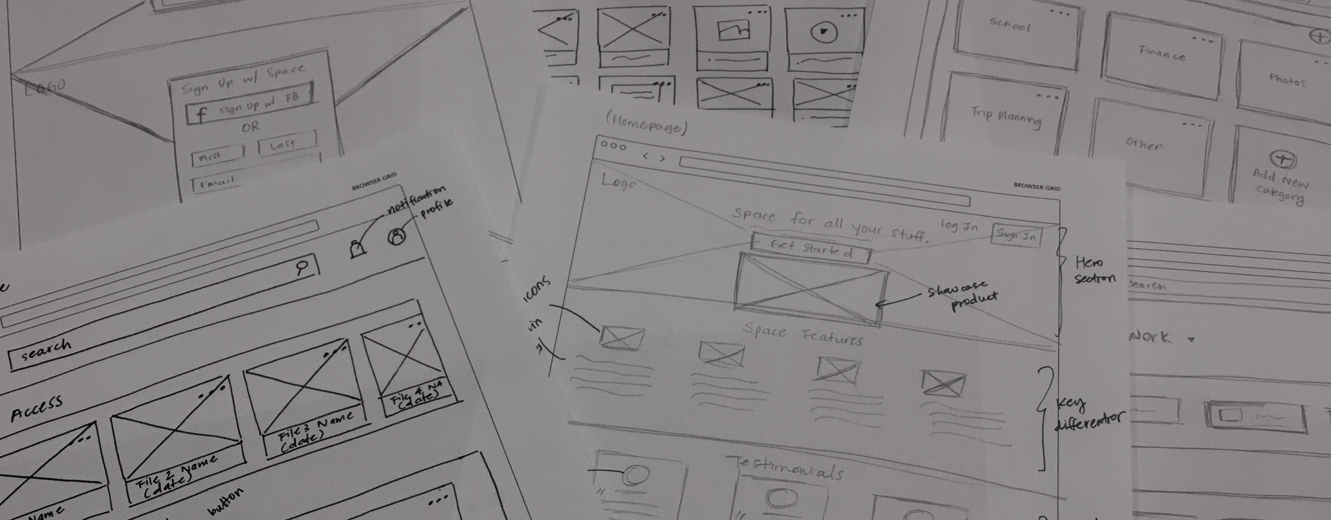 LOGO
Sign Up w/ Space
f sign up w/ FB
OR
First Last
Email
School
Finance
Photos
Trip planning
Other
Add New
category
BROWSER GRID
notification
profile
search
Access
File 2 Name
(date)
File 3 Name
(date)
File 4 NA
(date)
Name
button
(Homepage)
BROWSER GRID
Logo
Space for all your stuff.
Log In
Sign In
Get Started
showcase
product
Hero
section
icons
Space Features
key
differentior
Testimonials
search
Work